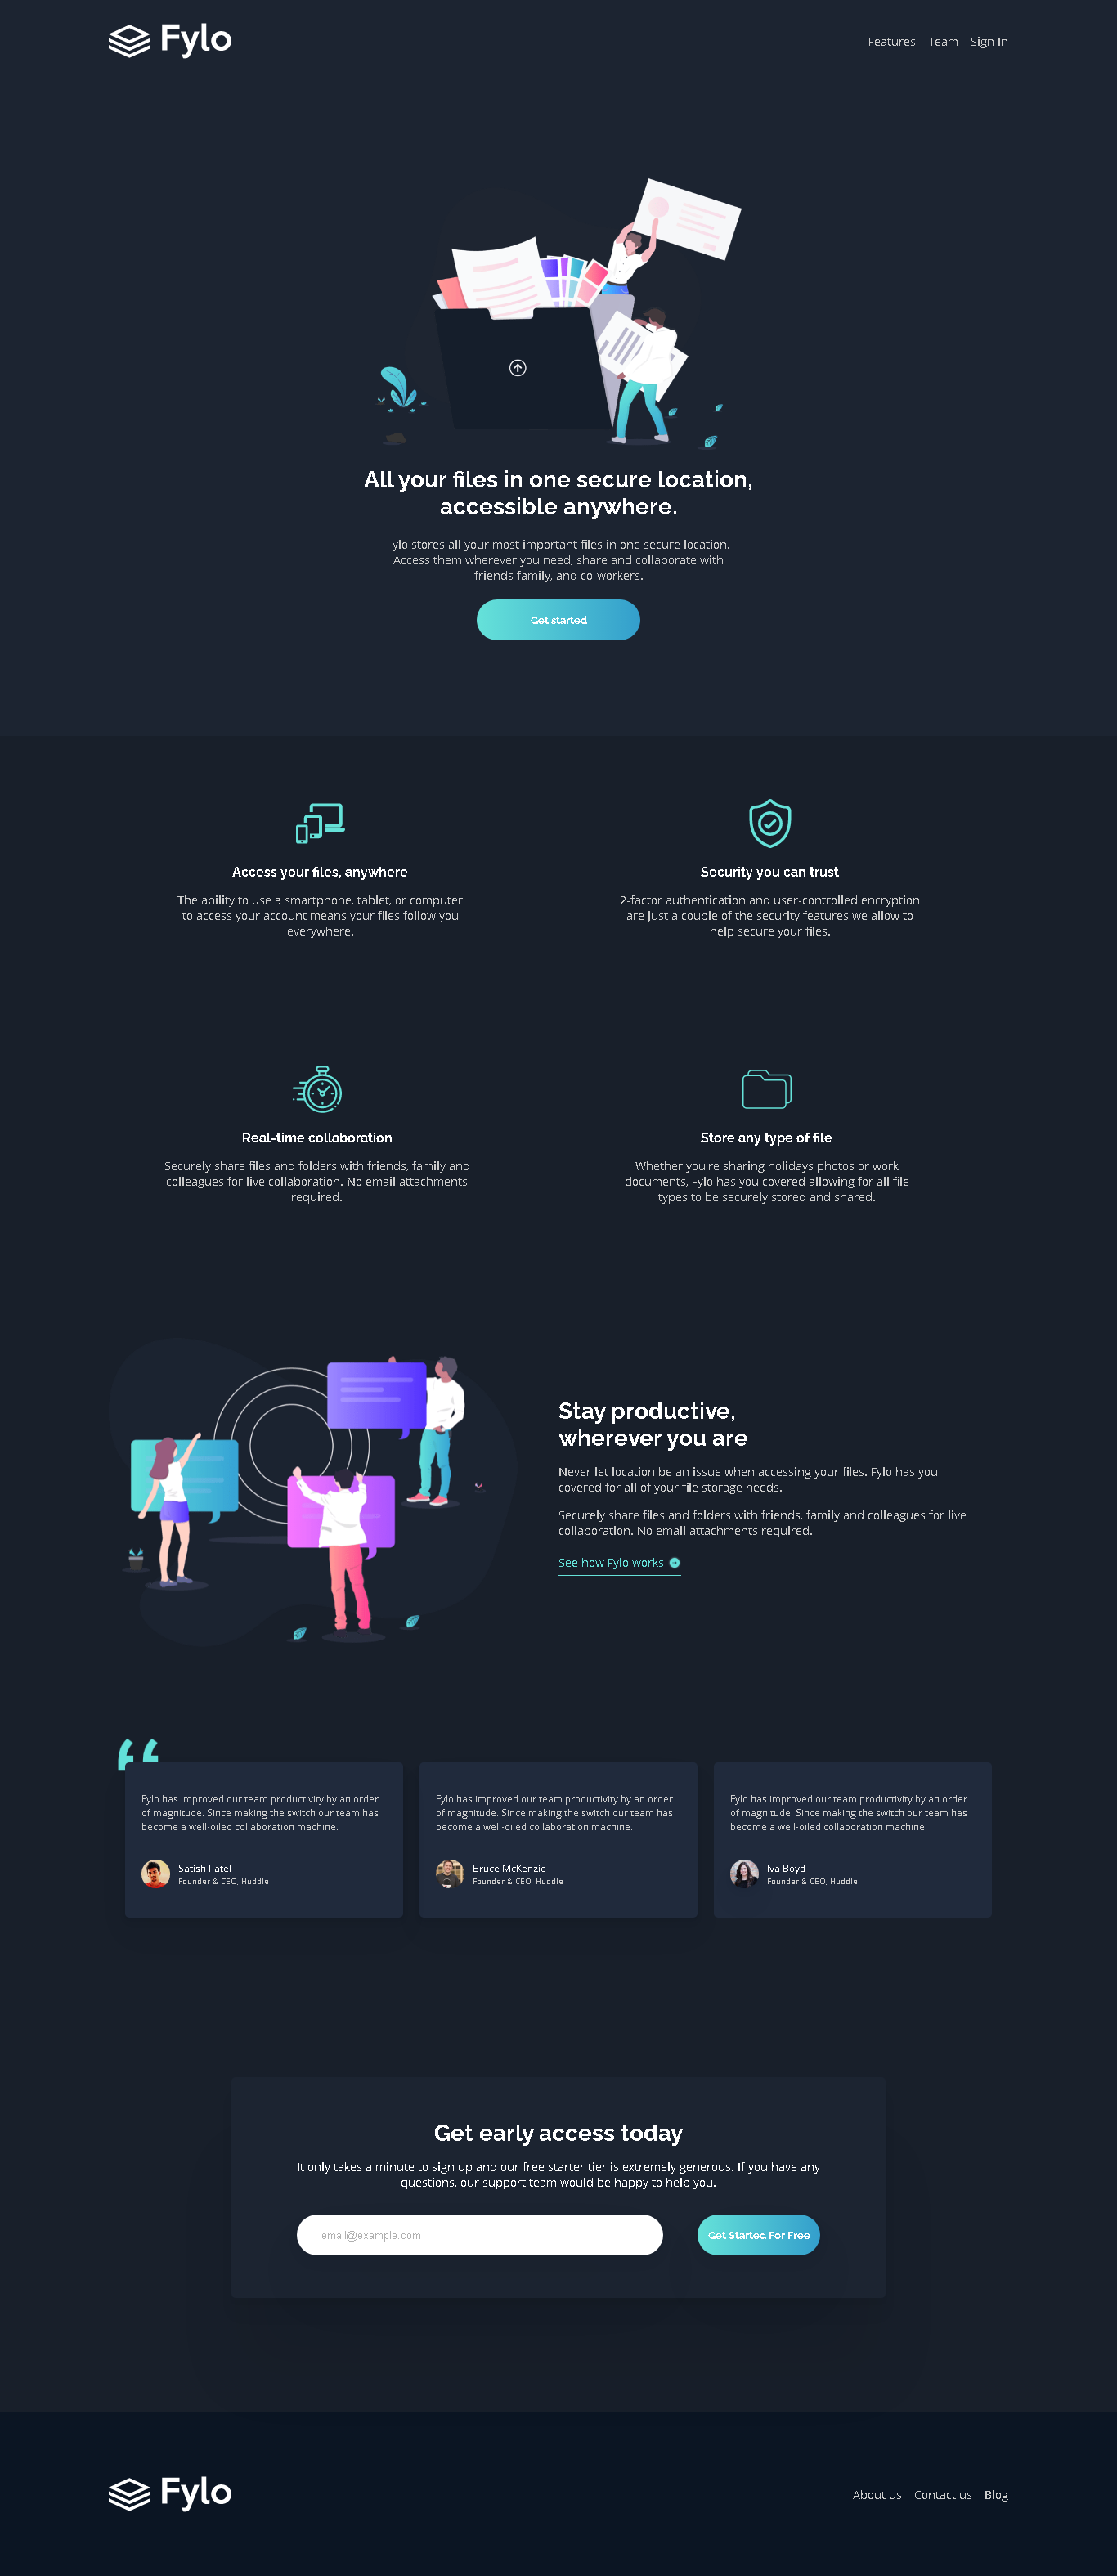 Fylo
Features Team Sign In
All your files in one secure location,
accessible anywhere.
Fylo stores all your most important files in one secure location.
Access them wherever you need, share and collaborate with
friends family, and co-workers.
Get started
Access your files, anywhere
The ability to use a smartphone, tablet, or computer
to access your account means your files follow you
everywhere.
Security you can trust
2-factor authentication and user-controlled encryption
are just a couple of the security features we allow to
help secure your files.
Real-time collaboration
Securely share files and folders with friends, family and
colleagues for live collaboration. No email attachments
required.
Store any type of file
Whether you're sharing holidays photos or work
documents, Fylo has you covered allowing for all file
types to be securely stored and shared.
Stay productive,
wherever you are
Never let location be an issue when accessing your files. Fylo has you
covered for all of your file storage needs.
Securely share files and folders with friends, family and colleagues for live
collaboration. No email attachments required.
See how Fylo works
Fylo has improved our team productivity by an order
of magnitude. Since making the switch our team has
become a well-oiled collaboration machine.
Satish Patel
Founder & CEO, Huddle
Fylo has improved our team productivity by an order
of magnitude. Since making the switch our team has
become a well-oiled collaboration machine.
Bruce McKenzie
Founder & CEO, Huddle
Fylo has improved our team productivity by an order
of magnitude. Since making the switch our team has
become a well-oiled collaboration machine.
Iva Boyd
Founder & CEO, Huddle
Get early access today
It only takes a minute to sign up and our free starter tier is extremely generous. If you have any
questions, our support team would be happy to help you.
email@example.com
Get Started For Free
Fylo
About us Contact us Blog